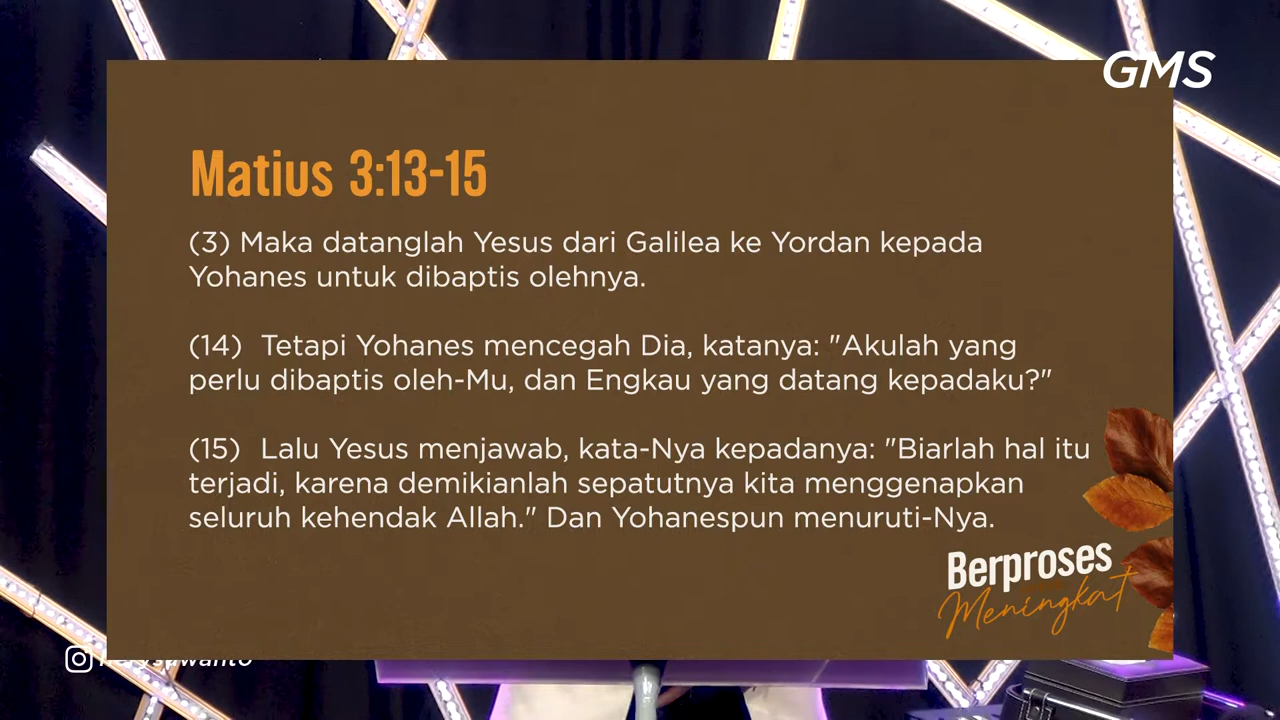 GMS
Matius 3:13-15
(3) Maka datanglah Yesus dari Galilea ke Yordan kepada
Yohanes untuk dibaptis olehnya.
(14) Tetapi Yohanes mencegah Dia, katanya: "Akulah yang
perlu dibaptis oleh-Mu, dan Engkau yang datang kepadaku?"
(15) Lalu Yesus menjawab, kata-Nya kepadanya: "Biarlah hal itu
terjadi, karena demikianlah sepatutnya kita menggenapkan
seluruh kehendak Allah." Dan Yohanespun menuruti-Nya.
Berproses
Meningkat